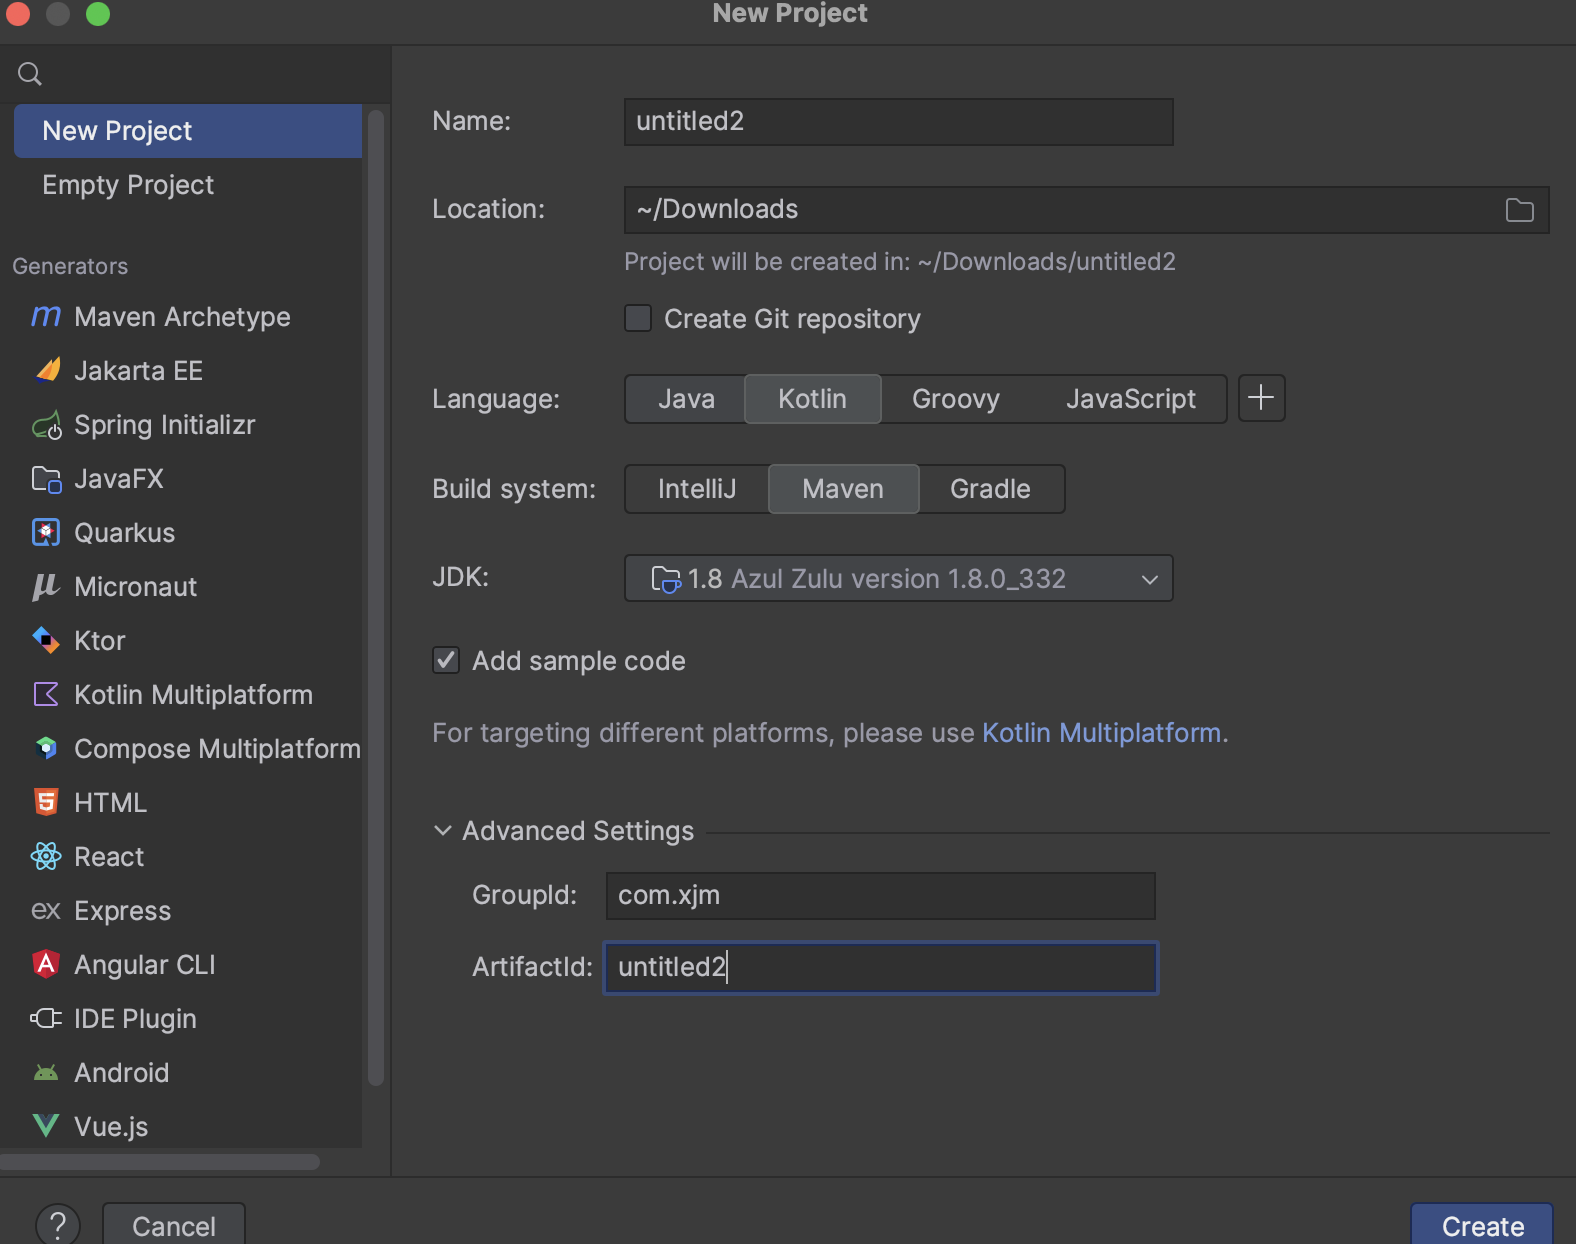 New Project
New Project
Empty Project
Generators
Maven Archetype
Jakarta EE
Spring Initializr
JavaFX
Quarkus
Micronaut
Ktor
Kotlin Multiplatform
Compose Multiplatform
HTML
React
ex Express
Angular CLI
IDE Plugin
Android
Vue.js
Name: untitled2
Location: ~/Downloads
Project will be created in: ~/Downloads/untitled2
Create Git repository
Language: Java Kotlin Groovy JavaScript
Build system: IntelliJ Maven Gradle
JDK: 1.8 Azul Zulu version 1.8.0_332
Add sample code
For targeting different platforms, please use Kotlin Multiplatform.
Advanced Settings
GroupId: com.xjm
ArtifactId: untitled2
? Cancel Create